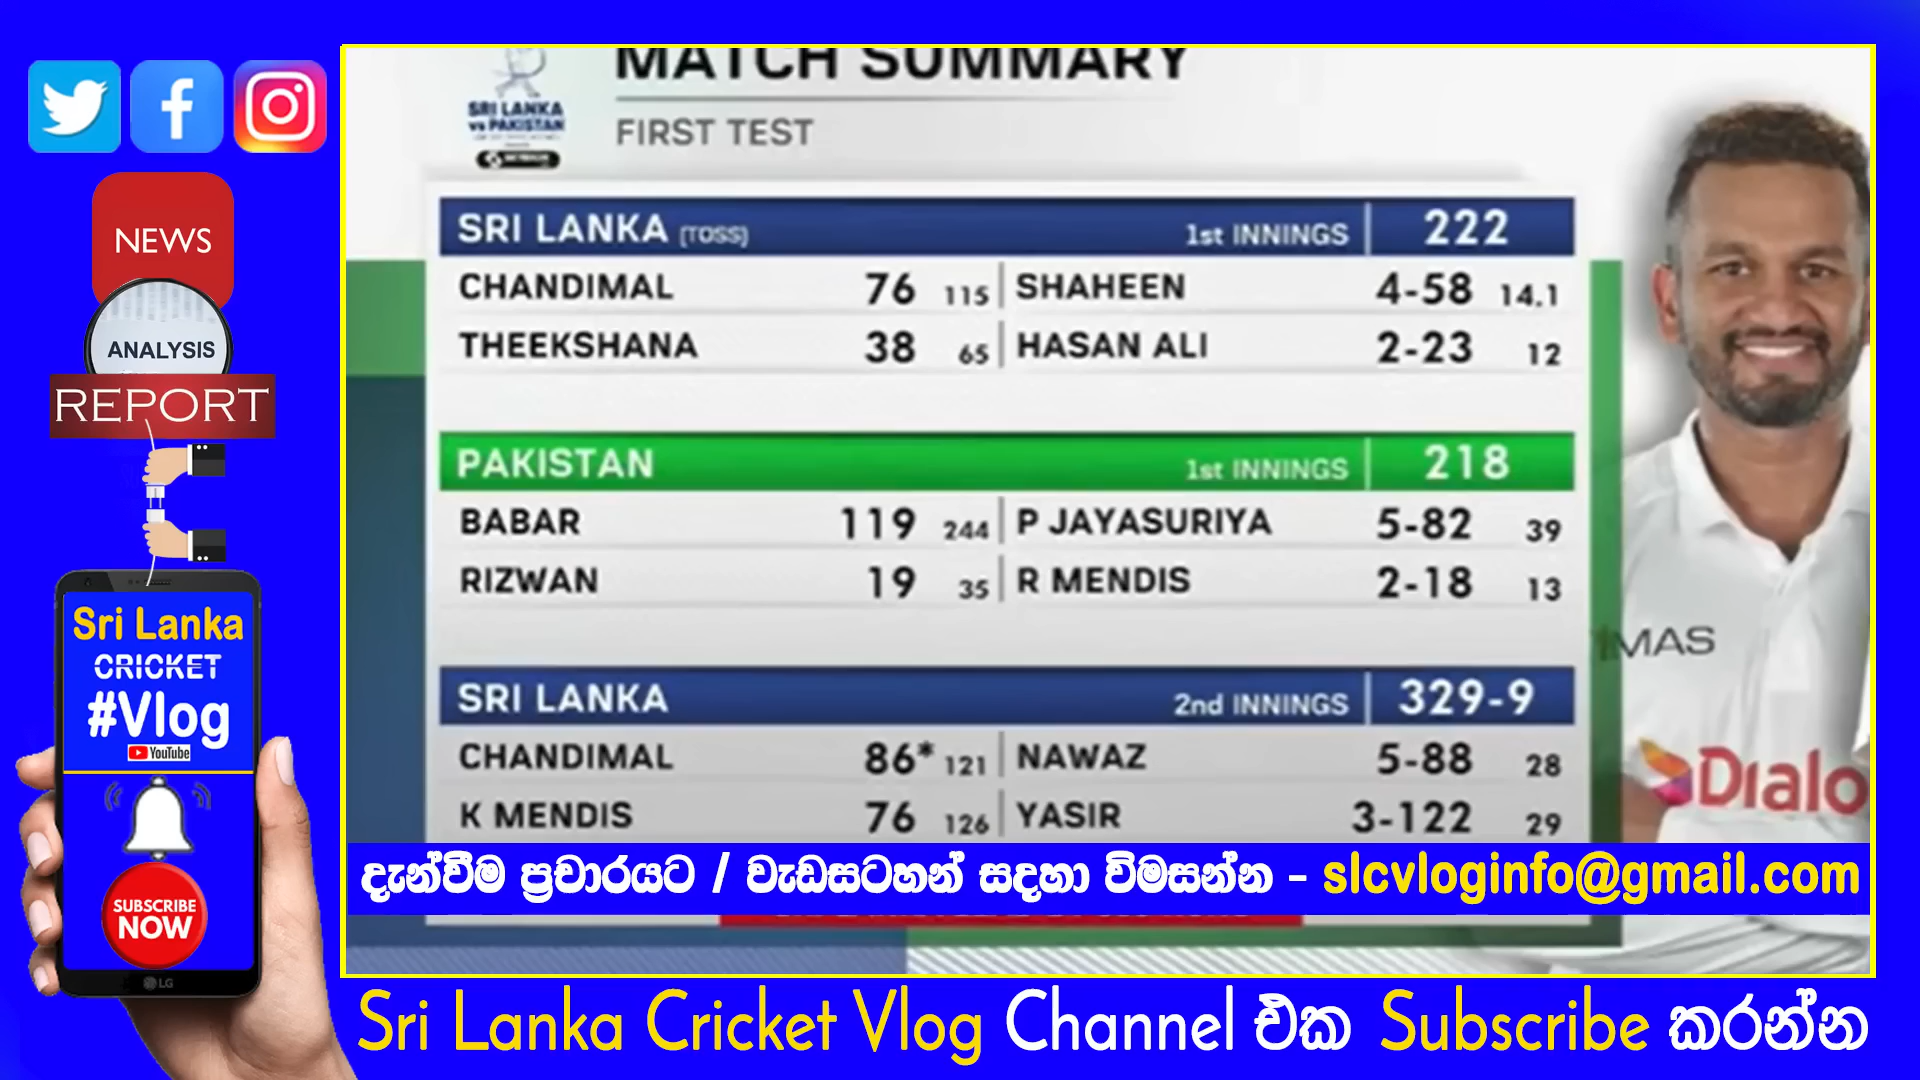 MATCH SUMMARY
SRI LANKA
vs PAKISTAN
FIRST TEST
NEWS
ANALYSIS
REPORT
SRI LANKA (TOSS) 1st INNINGS 222
CHANDIMAL 76 115 SHAHEEN 4-58 14.1
THEEKSHANA 38 65 HASAN ALI 2-23 12
PAKISTAN 1st INNINGS 218
BABAR 119 244 P JAYASURIYA 5-82 39
RIZWAN 19 35 R MENDIS 2-18 13
SRI LANKA 2nd INNINGS 329-9
CHANDIMAL 86* 121 NAWAZ 5-88 28
K MENDIS 76 126 YASIR 3-122 29
MAS
Dialo
Sri Lanka
CRICKET
#Vlog
YouTube
SUBSCRIBE
NOW
LG
දැන්වීම් ප්‍රචාරයට / වැඩසටහන් සදහා විමසන්න - slcvloginfo@gmail.com
Sri Lanka Cricket Vlog Channel එක Subscribe කරන්න